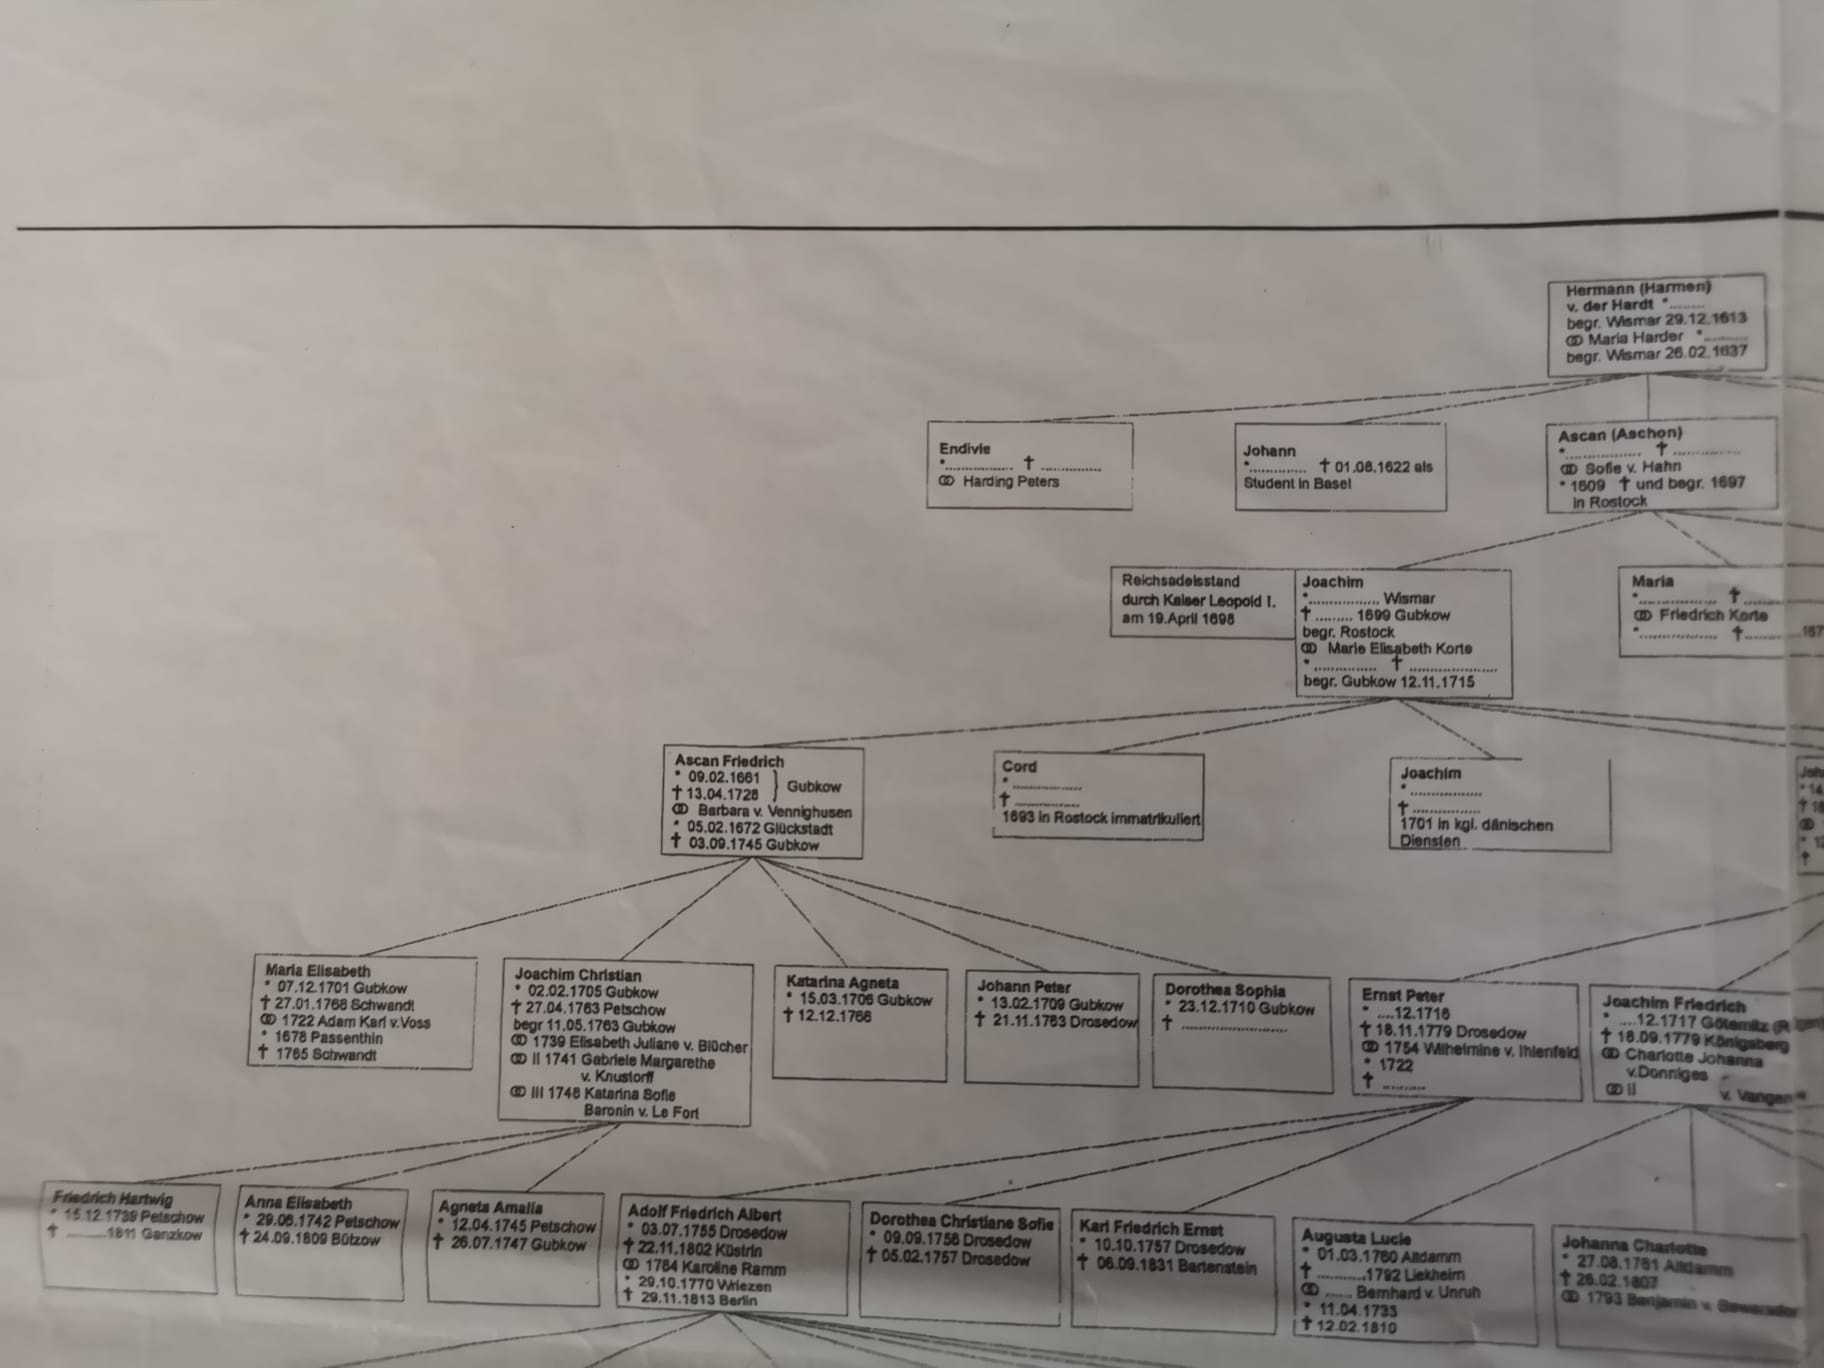 Hermann (Harmen)
v. der Hardt *........
begr. Wismar 29.12.1613
⚭ Maria Harder *..........
begr. Wismar 26.02.1637
Endivie
*.................. † ................
⚭ Harding Peters
Johann
*............... † 01.08.1622 als
Student in Basel
Ascan (Aschon)
*.................... † ..................
⚭ Sofie v. Hahn
* 1609 † und begr. 1697
in Rostock
Reichsadelsstand
durch Kaiser Leopold I.
am 19.April 1698
Joachim
*.................. Wismar
† ......... 1699 Gubkow
begr. Rostock
⚭ Marie Elisabeth Korte
*................ † .......................
begr. Gubkow 12.11.1715
Maria
*.................... † ..........
⚭ Friedrich Korte
*.................... †..............167
Ascan Friedrich
* 09.02.1661
† 13.04.1728 } Gubkow
⚭ Barbara v. Vennighusen
* 05.02.1672 Glückstadt
† 03.09.1745 Gubkow
Cord
*..................
†.................
1693 in Rostock immatrikuliert
Joachim
*...................
†..................
1701 in kgl. dänischen
Diensten
Joh
* 14
† 18
⚭
* 12
†
Maria Elisabeth
* 07.12.1701 Gubkow
† 27.01.1768 Schwandt
⚭ 1722 Adam Karl v.Voss
* 1678 Passenthin
† 1765 Schwandt
Joachim Christian
* 02.02.1705 Gubkow
† 27.04.1763 Petschow
begr 11.05.1763 Gubkow
⚭ 1739 Elisabeth Juliane v. Blücher
⚭ II 1741 Gabriele Margarethe
v. Knustorff
⚭ III 1748 Katarina Sofie
Baronin v. Le Fort
Katarina Agneta
* 15.03.1706 Gubkow
† 12.12.1766
Johann Peter
* 13.02.1709 Gubkow
† 21.11.1763 Drosedow
Dorothea Sophia
* 23.12.1710 Gubkow
† ............................
Ernst Peter
* ....12.1716
† 18.11.1779 Drosedow
⚭ 1754 Wilhelmine v. Ihlenfeld
* 1722
† ...........
Joachim Friedrich
* ....12.1717 Götemitz (R
† 18.09.1779 Königsberg
⚭ Charlotte Johanna
v.Donniges
⚭ II v. Vangen
Friedrich Hartwig
* 15.12.1739 Petschow
† ..........1811 Ganzkow
Anna Elisabeth
* 29.06.1742 Petschow
† 24.09.1809 Bützow
Agneta Amalia
* 12.04.1745 Petschow
† 26.07.1747 Gubkow
Adolf Friedrich Albert
* 03.07.1755 Drosedow
† 22.11.1802 Küstrin
⚭ 1784 Karoline Ramm
* 29.10.1770 Wriezen
† 29.11.1813 Berlin
Dorothea Christiane Sofie
* 09.09.1756 Drosedow
† 05.02.1757 Drosedow
Karl Friedrich Ernst
* 10.10.1757 Drosedow
† 06.09.1831 Bartenstein
Augusta Lucie
* 01.03.1760 Altdamm
† ............1792 Liekheim
⚭ ...... Bernhard v. Unruh
* 11.04.1733
† 12.02.1810
Johanna Charlotte
* 27.08.1761 Altdamm
† 26.02.1807
⚭ 1793 Benjamin v.